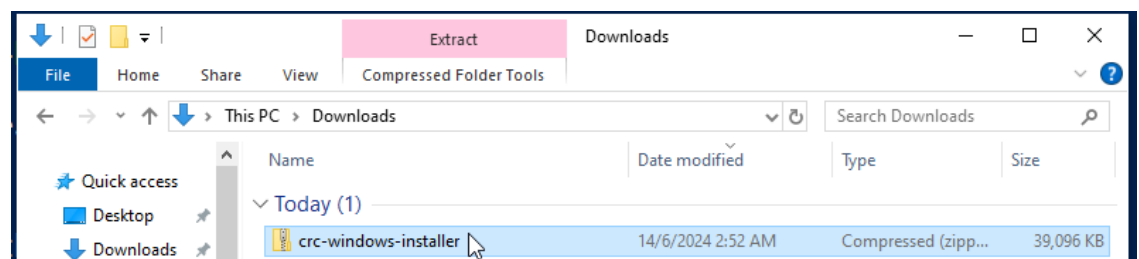 Extract Downloads
File Home Share View Compressed Folder Tools ?
This PC > Downloads Search Downloads
Name Date modified Type Size
Quick access
Today (1)
Desktop
crc-windows-installer 14/6/2024 2:52 AM Compressed (zipp... 39,096 KB
Downloads